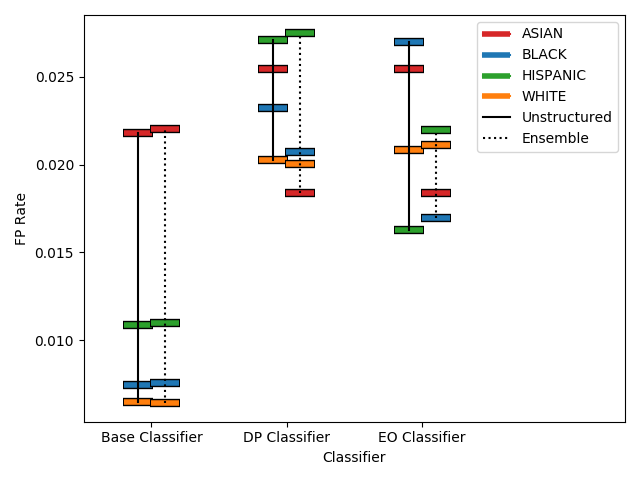 ASIAN
BLACK
HISPANIC
WHITE
Unstructured
Ensemble
0.025
0.020
0.015
0.010
FP Rate
Base Classifier
DP Classifier
EO Classifier
Classifier